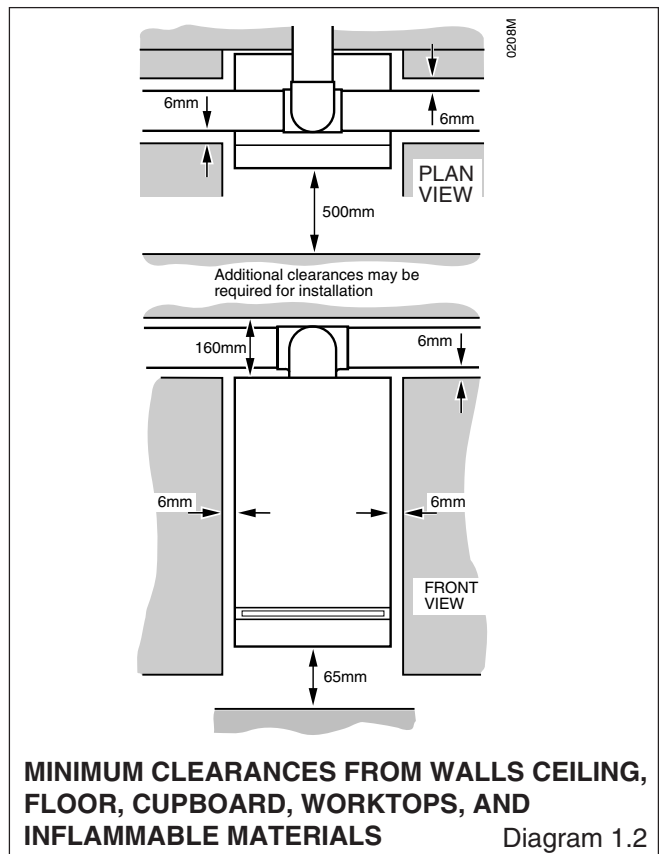 0208M
6mm
6mm
PLAN
VIEW
500mm
Additional clearances may be
required for installation
160mm
6mm
6mm
6mm
FRONT
VIEW
65mm
MINIMUM CLEARANCES FROM WALLS CEILING,
FLOOR, CUPBOARD, WORKTOPS, AND
INFLAMMABLE MATERIALS Diagram 1.2